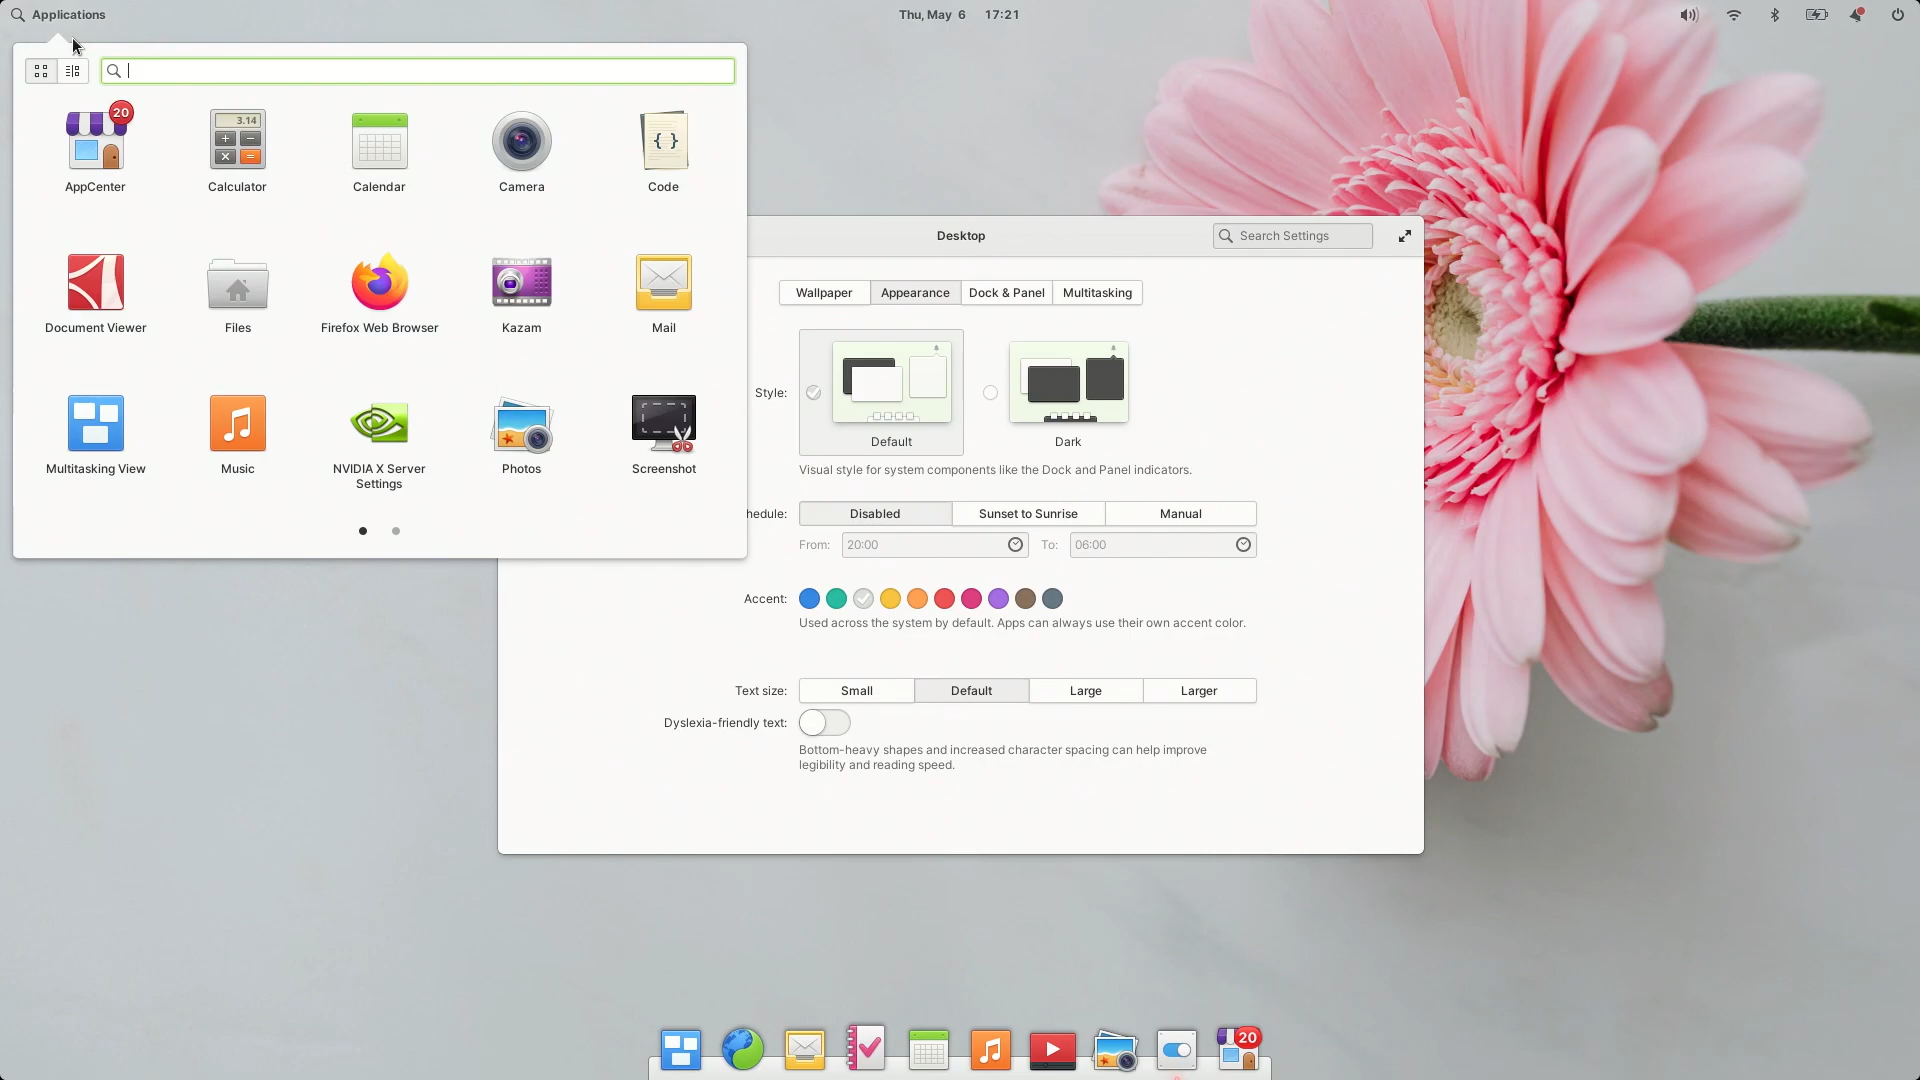 Applications
Thu, May 6 17:21
20
3.14
AppCenter
Calculator
Calendar
Camera
Code
Document Viewer
Files
Firefox Web Browser
Kazam
Mail
Multitasking View
Music
NVIDIA X Server
Settings
Photos
Screenshot
Desktop
Search Settings
Wallpaper
Appearance
Dock & Panel
Multitasking
Style:
Default
Dark
Visual style for system components like the Dock and Panel indicators.
hedule:
Disabled
Sunset to Sunrise
Manual
From:
20:00
To:
06:00
Accent:
Used across the system by default. Apps can always use their own accent color.
Text size:
Small
Default
Large
Larger
Dyslexia-friendly text:
Bottom-heavy shapes and increased character spacing can help improve
legibility and reading speed.
20